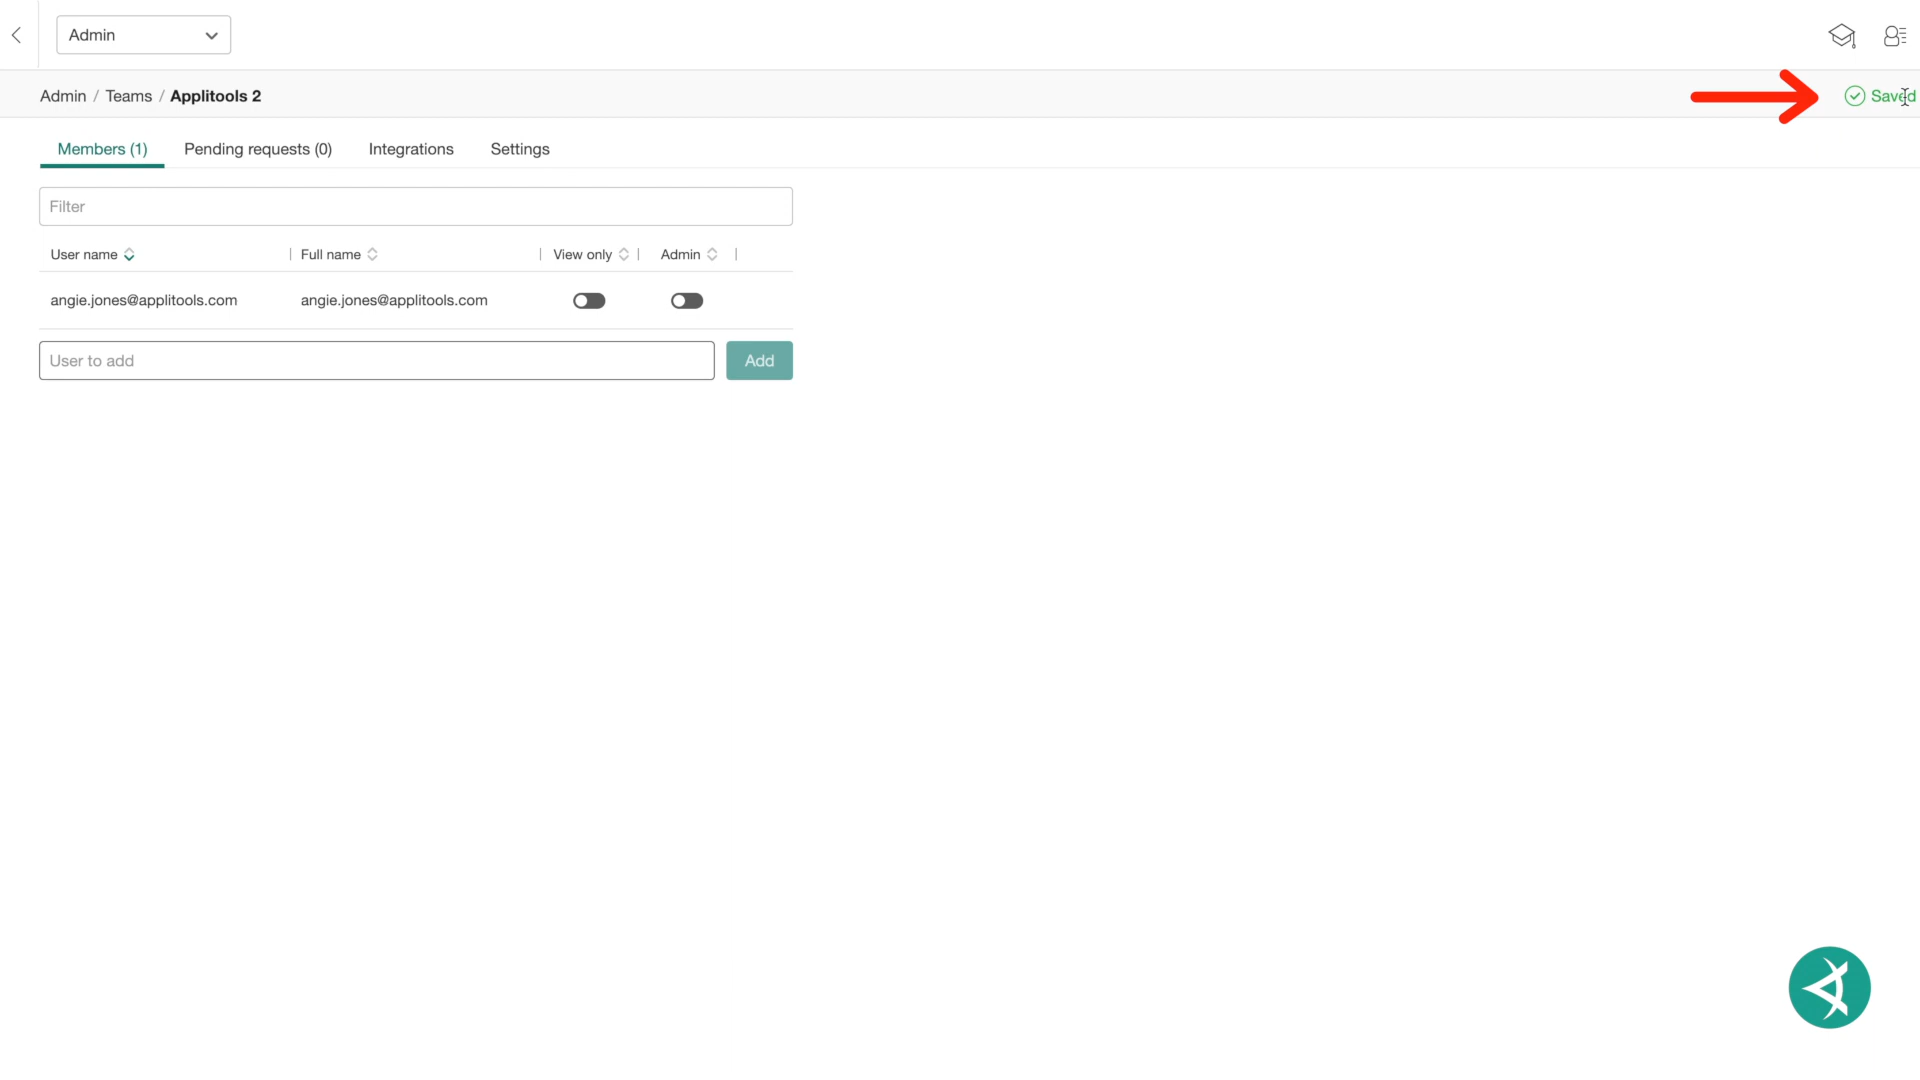 Admin
Admin / Teams / Applitools 2
Saved
Members (1) Pending requests (0) Integrations Settings
Filter
User name | Full name | View only | Admin |
angie.jones@applitools.com angie.jones@applitools.com
User to add Add